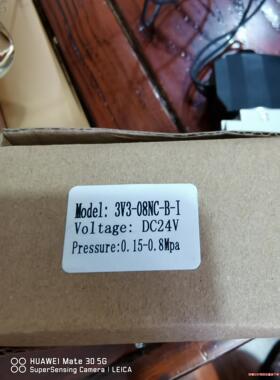 Model: 3V3-08NC-B-I
Voltage: DC24V
Pressure:0.15-0.8Mpa
HUAWEI Mate 30 5G
SuperSensing Camera | LEICA